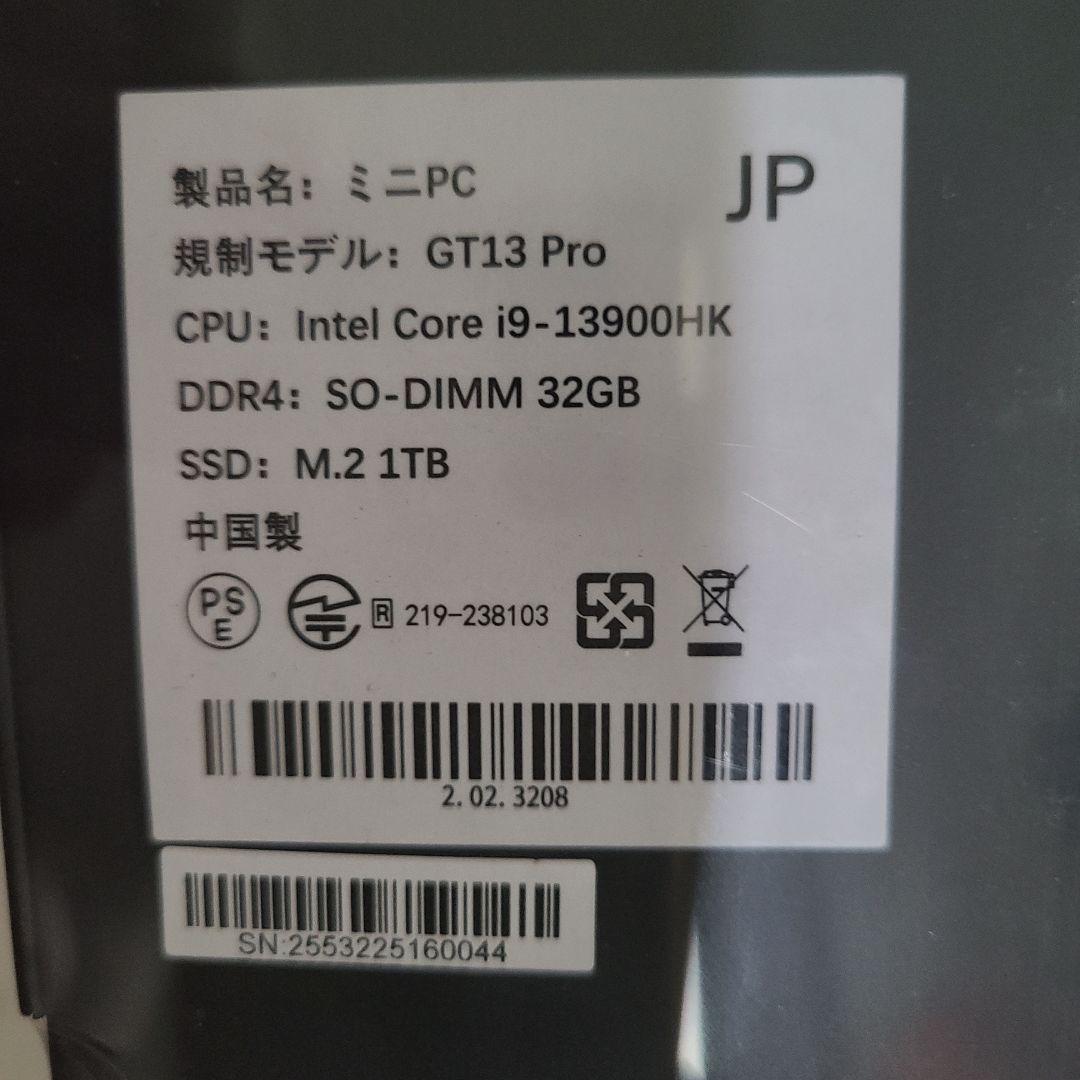 製品名：ミニPC
JP
規制モデル：GT13 Pro
CPU：Intel Core i9-13900HK
DDR4：SO-DIMM 32GB
SSD：M.2 1TB
中国製
PS
E
R 219-238103
2. 02. 3208
SN:2553225160044